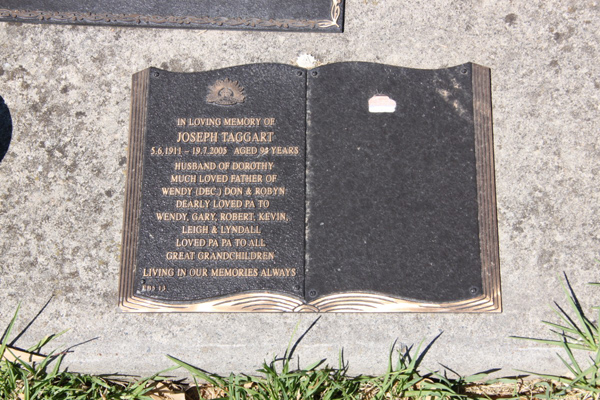 IN LOVING MEMORY OF
JOSEPH TAGGART
5.6.1911 – 19.7.2005 AGED 94 YEARS
HUSBAND OF DOROTHY
MUCH LOVED FATHER OF
WENDY (DEC.) DON & ROBYN
DEARLY LOVED PA TO
WENDY, GARY, ROBERT, KEVIN,
LEIGH & LYNDALL
LOVED PA PA TO ALL
GREAT GRANDCHILDREN
LIVING IN OUR MEMORIES ALWAYS